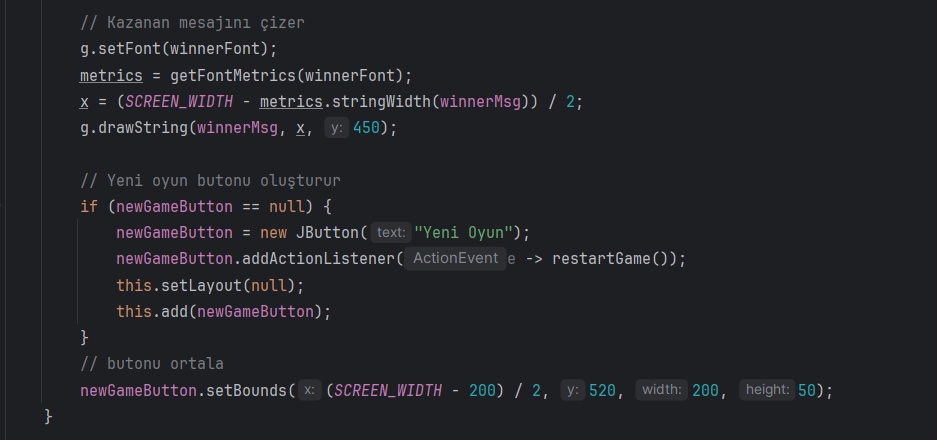 // Kazanan mesajını çizer
g.setFont(winnerFont);
metrics = getFontMetrics(winnerFont);
x = (SCREEN_WIDTH - metrics.stringWidth(winnerMsg)) / 2;
g.drawString(winnerMsg, x, y: 450);
// Yeni oyun butonu oluşturur
if (newGameButton == null) {
newGameButton = new JButton( text: "Yeni Oyun");
newGameButton.addActionListener( ActionEvent e -> restartGame());
this.setLayout(null);
this.add(newGameButton);
}
// butonu ortala
newGameButton.setBounds( x: (SCREEN_WIDTH - 200) / 2, y: 520, width: 200, height: 50);
}